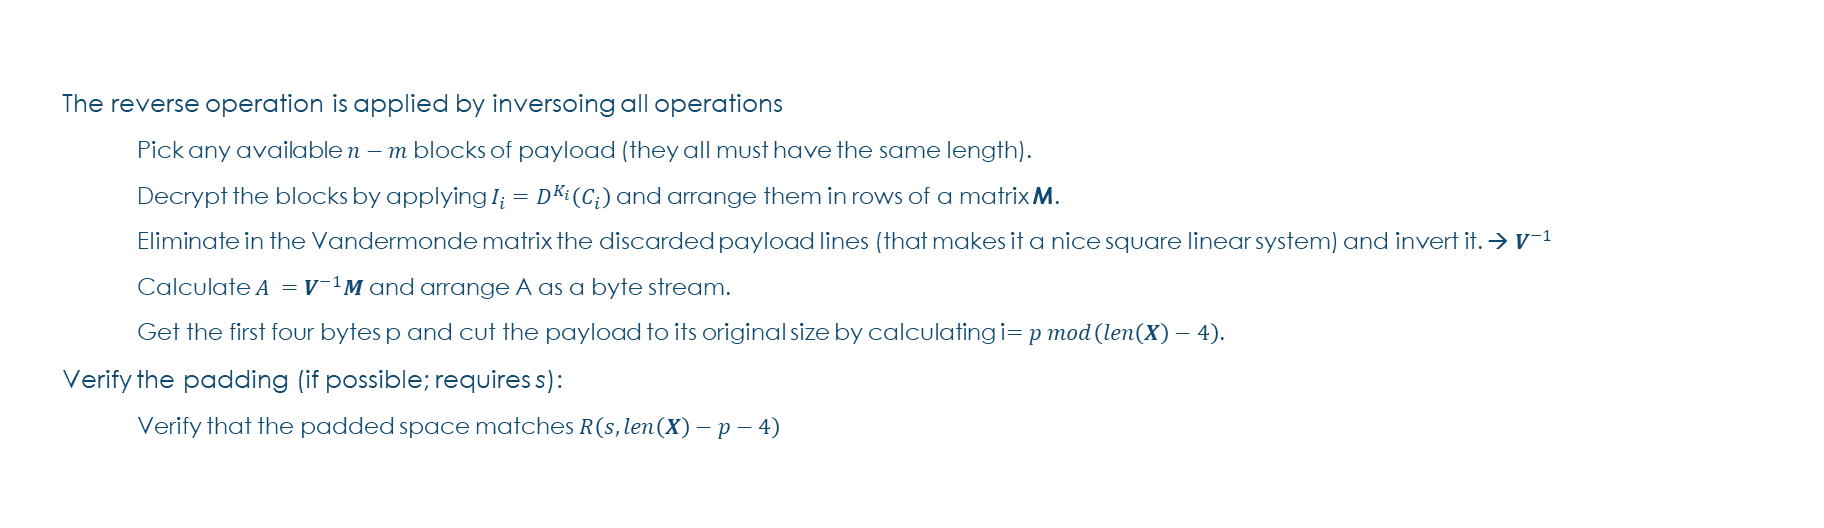 The reverse operation is applied by inversoing all operations
Pick any available n − m blocks of payload (they all must have the same length).
Decrypt the blocks by applying Iᵢ = D^{Kᵢ}(Cᵢ) and arrange them in rows of a matrix M.
Eliminate in the Vandermonde matrix the discarded payload lines (that makes it a nice square linear system) and invert it. → V⁻¹
Calculate A = V⁻¹M and arrange A as a byte stream.
Get the first four bytes p and cut the payload to its original size by calculating i= p mod (len(X) − 4).
Verify the padding (if possible; requires s):
Verify that the padded space matches R(s, len(X) − p − 4)